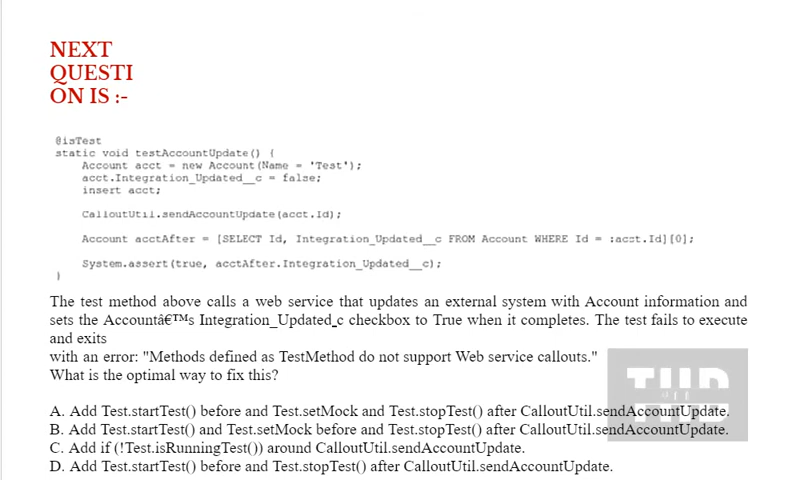 NEXT
QUESTI
ON IS :-
@isTest
static void testAccountUpdate() {
Account acct = new Account(Name = 'Test');
acct.Integration_Updated__c = false;
insert acct;
CalloutUtil.sendAccountUpdate(acct.Id);
Account acctAfter = [SELECT Id, Integration_Updated__c FROM Account WHERE Id = :acct.Id][0];
System.assert(true, acctAfter.Integration_Updated__c);
}
The test method above calls a web service that updates an external system with Account information and
sets the Accountâ€™s Integration_Updated_c checkbox to True when it completes. The test fails to execute
and exits
with an error: "Methods defined as TestMethod do not support Web service callouts."
What is the optimal way to fix this?
A. Add Test.startTest() before and Test.setMock and Test.stopTest() after CalloutUtil.sendAccountUpdate.
B. Add Test.startTest() and Test.setMock before and Test.stopTest() after CalloutUtil.sendAccountUpdate.
C. Add if (!Test.isRunningTest()) around CalloutUtil.sendAccountUpdate.
D. Add Test.startTest() before and Test.stopTest() after CalloutUtil.sendAccountUpdate.